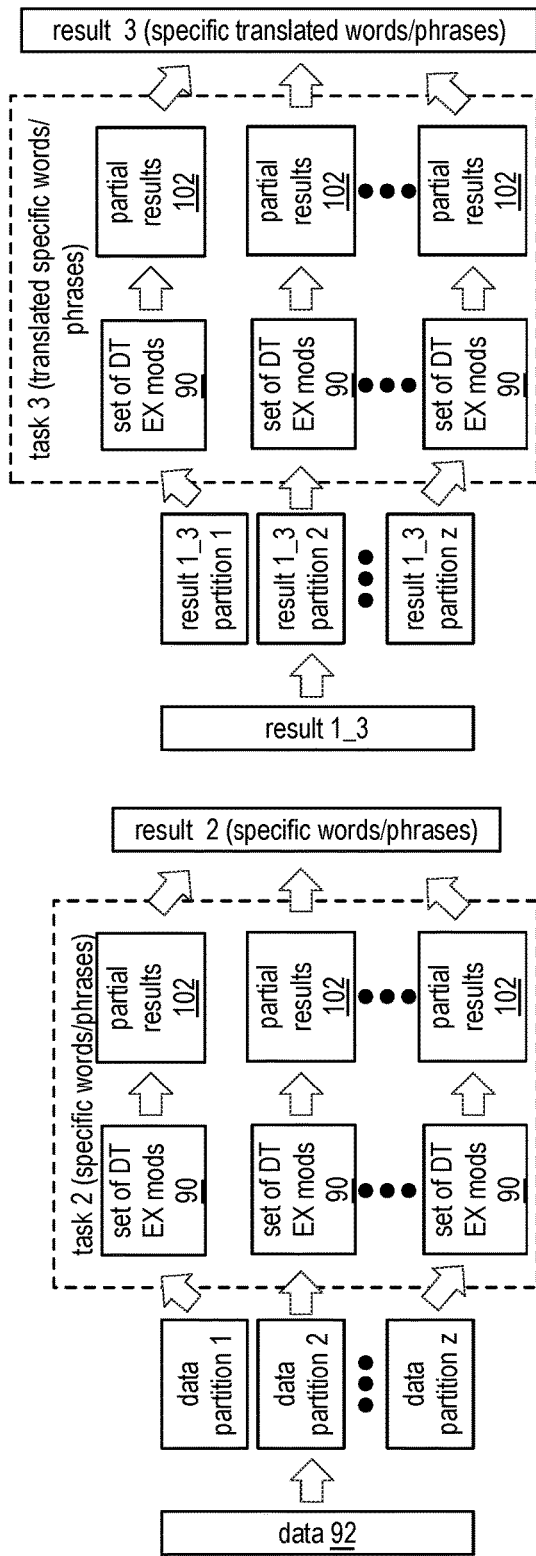 data 92
data
partition 1
data
partition 2
data
partition z
task 2 (specific words/phrases)
set of DT
EX mods
90
set of DT
EX mods
90
set of DT
EX mods
90
partial
results
102
partial
results
102
partial
results
102
result 2 (specific words/phrases)
result 1_3
result 1_3
partition 1
result 1_3
partition 2
result 1_3
partition z
task 3 (translated specific words/
phrases)
set of DT
EX mods
90
set of DT
EX mods
90
set of DT
EX mods
90
partial
results
102
partial
results
102
partial
results
102
result 3 (specific translated words/phrases)